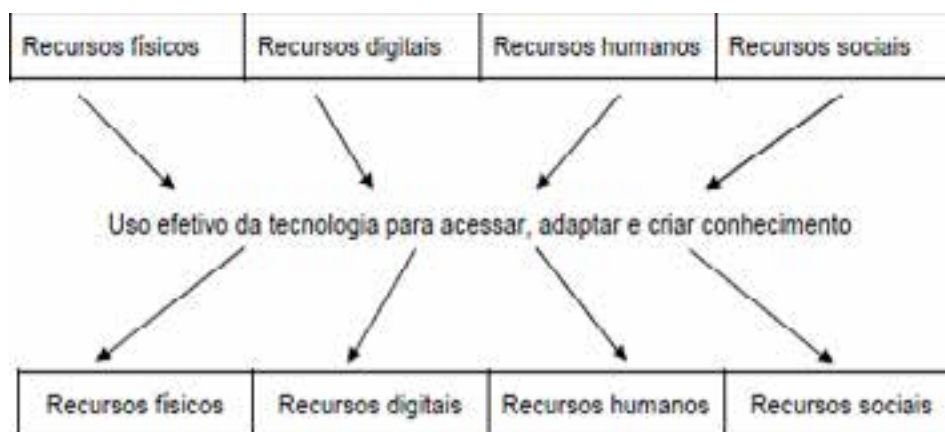 Recursos físicos Recursos digitais Recursos humanos Recursos sociais
Uso efetivo da tecnologia para acessar, adaptar e criar conhecimento
Recursos físicos Recursos digitais Recursos humanos Recursos sociais